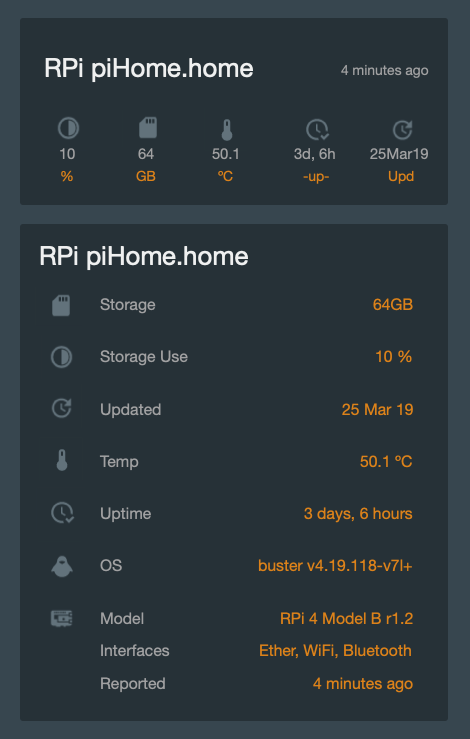 RPi piHome.home 4 minutes ago
10 64 50.1 3d, 6h 25Mar19
% GB ºC -up- Upd
RPi piHome.home
Storage 64GB
Storage Use 10 %
Updated 25 Mar 19
Temp 50.1 ºC
Uptime 3 days, 6 hours
OS buster v4.19.118-v7l+
Model RPi 4 Model B r1.2
Interfaces Ether, WiFi, Bluetooth
Reported 4 minutes ago